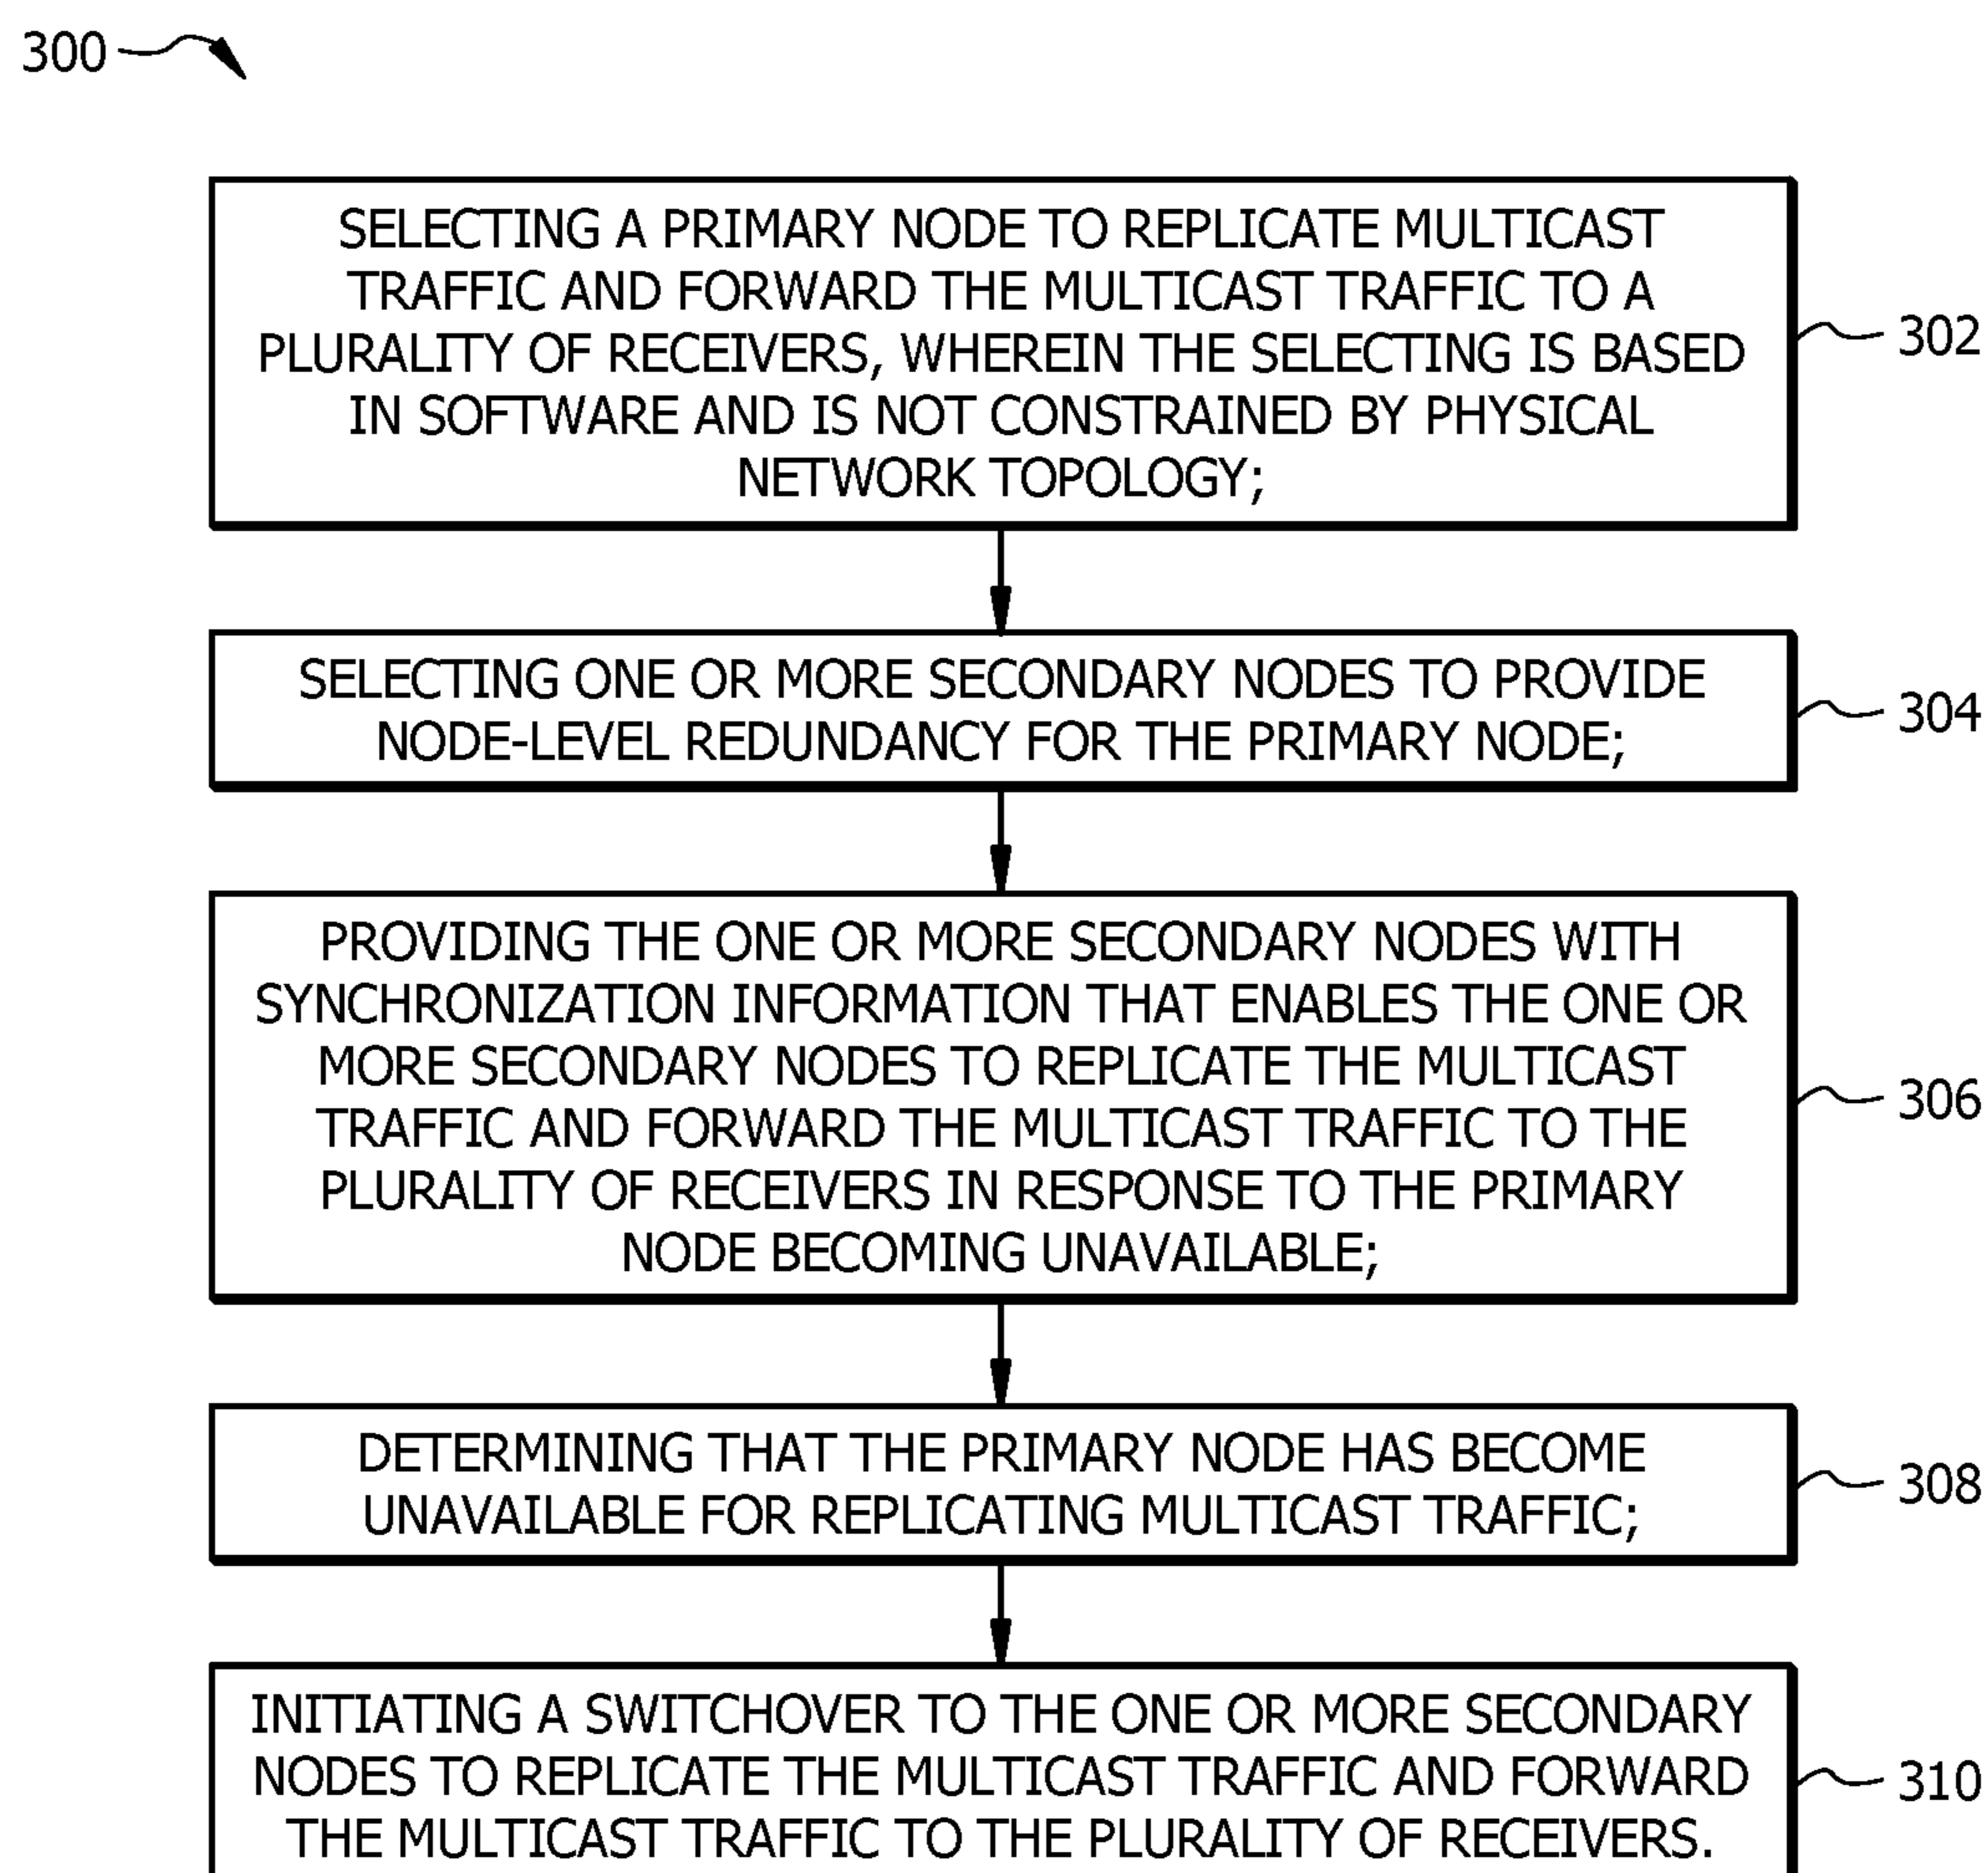 300
SELECTING A PRIMARY NODE TO REPLICATE MULTICAST
TRAFFIC AND FORWARD THE MULTICAST TRAFFIC TO A
PLURALITY OF RECEIVERS, WHEREIN THE SELECTING IS BASED
IN SOFTWARE AND IS NOT CONSTRAINED BY PHYSICAL
NETWORK TOPOLOGY;
302
SELECTING ONE OR MORE SECONDARY NODES TO PROVIDE
NODE-LEVEL REDUNDANCY FOR THE PRIMARY NODE;
304
PROVIDING THE ONE OR MORE SECONDARY NODES WITH
SYNCHRONIZATION INFORMATION THAT ENABLES THE ONE OR
MORE SECONDARY NODES TO REPLICATE THE MULTICAST
TRAFFIC AND FORWARD THE MULTICAST TRAFFIC TO THE
PLURALITY OF RECEIVERS IN RESPONSE TO THE PRIMARY
NODE BECOMING UNAVAILABLE;
306
DETERMINING THAT THE PRIMARY NODE HAS BECOME
UNAVAILABLE FOR REPLICATING MULTICAST TRAFFIC;
308
INITIATING A SWITCHOVER TO THE ONE OR MORE SECONDARY
NODES TO REPLICATE THE MULTICAST TRAFFIC AND FORWARD
THE MULTICAST TRAFFIC TO THE PLURALITY OF RECEIVERS.
310